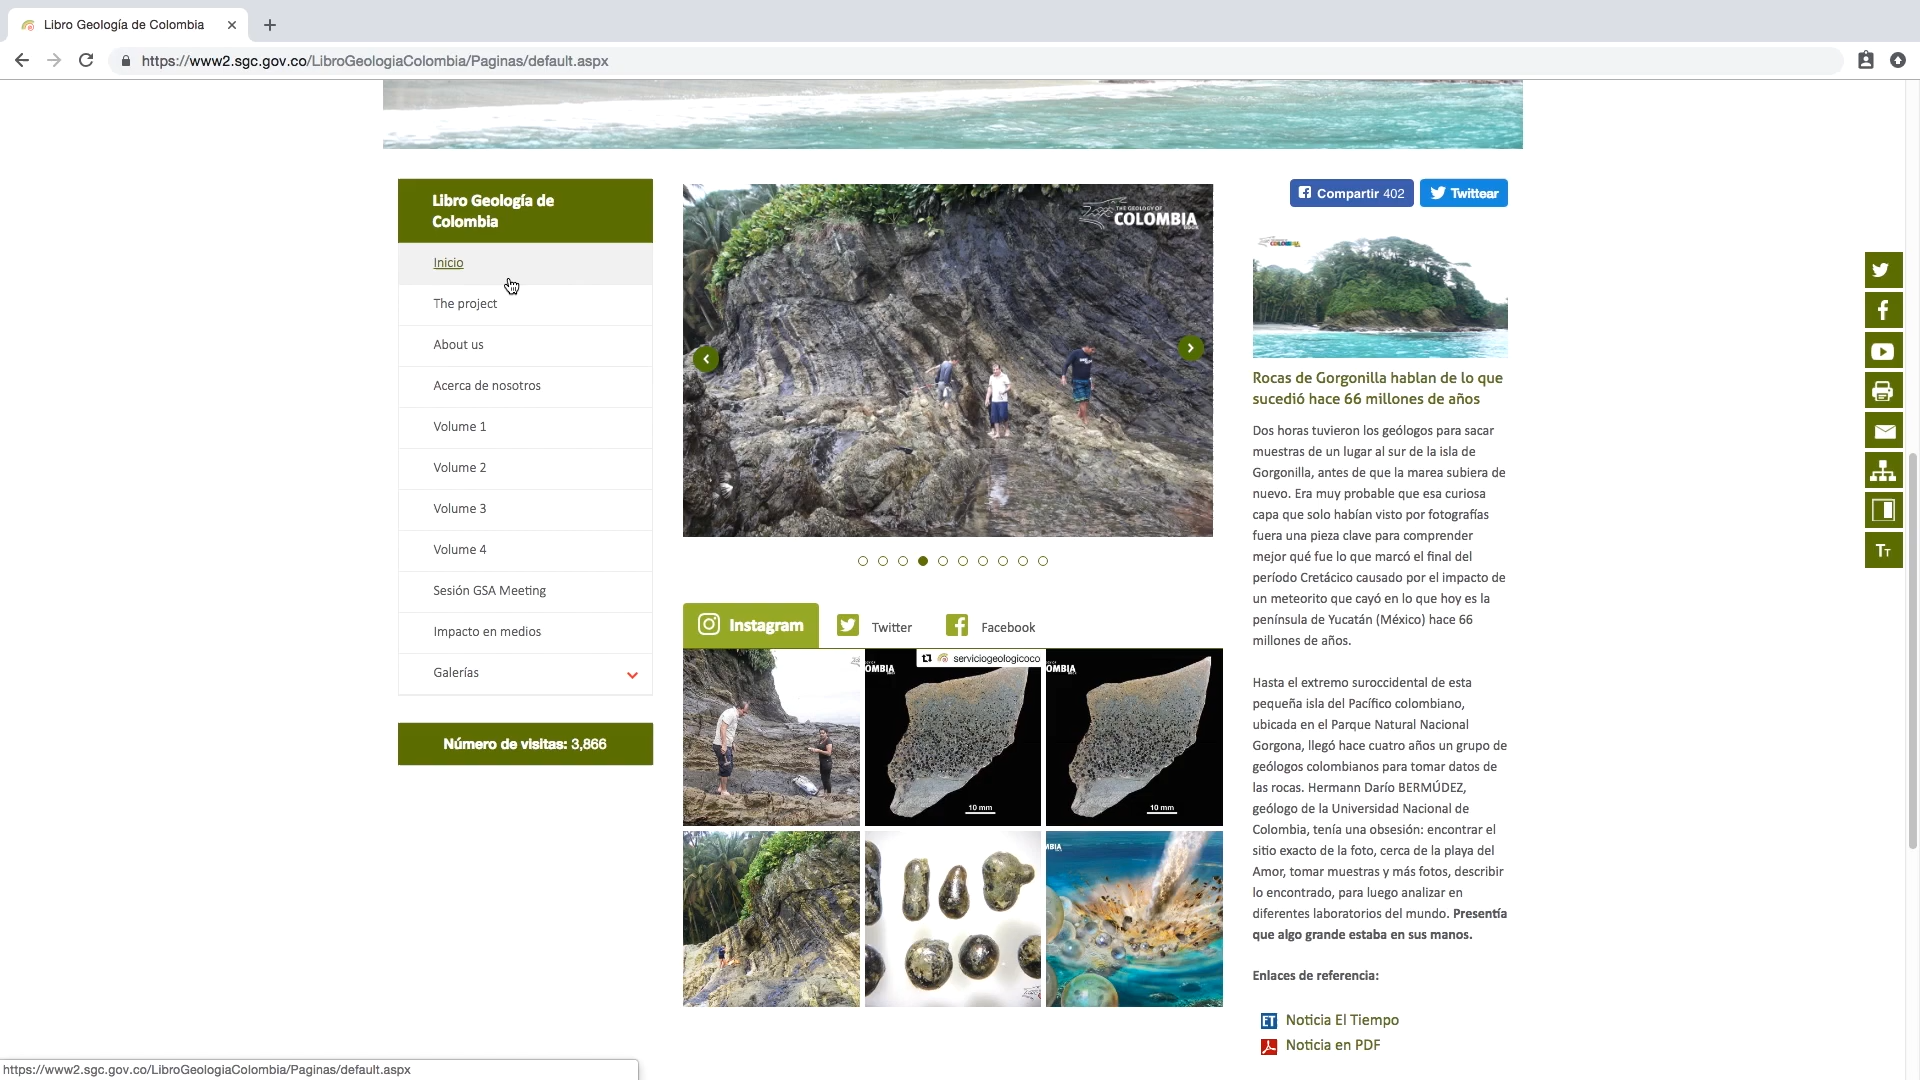 Libro Geología de Colombia
https://www2.sgc.gov.co/LibroGeologiaColombia/Paginas/default.aspx
Libro Geología de
Colombia
Inicio
The project
About us
Acerca de nosotros
Volume 1
Volume 2
Volume 3
Volume 4
Sesión GSA Meeting
Impacto en medios
Galerías
Número de visitas: 3,866
THE GEOLOGY OF
COLOMBIA
Instagram
Twitter
Facebook
OMBIA
serviciogeologicoco
OMBIA
10 mm
10 mm
MBIA
Compartir 402
Twittear
COLOMBIA
Rocas de Gorgonilla hablan de lo que
sucedió hace 66 millones de años
Dos horas tuvieron los geólogos para sacar
muestras de un lugar al sur de la isla de
Gorgonilla, antes de que la marea subiera de
nuevo. Era muy probable que esa curiosa
capa que solo habían visto por fotografías
fuera una pieza clave para comprender
mejor qué fue lo que marcó el final del
período Cretácico causado por el impacto de
un meteorito que cayó en lo que hoy es la
península de Yucatán (México) hace 66
millones de años.
Hasta el extremo suroccidental de esta
pequeña isla del Pacífico colombiano,
ubicada en el Parque Natural Nacional
Gorgona, llegó hace cuatro años un grupo de
geólogos colombianos para tomar datos de
las rocas. Hermann Darío BERMÚDEZ,
geólogo de la Universidad Nacional de
Colombia, tenía una obsesión: encontrar el
sitio exacto de la foto, cerca de la playa del
Amor, tomar muestras y más fotos, describir
lo encontrado, para luego analizar en
diferentes laboratorios del mundo. Presentía
que algo grande estaba en sus manos.
Enlaces de referencia:
ET Noticia El Tiempo
Noticia en PDF
TT
https://www2.sgc.gov.co/LibroGeologiaColombia/Paginas/default.aspx